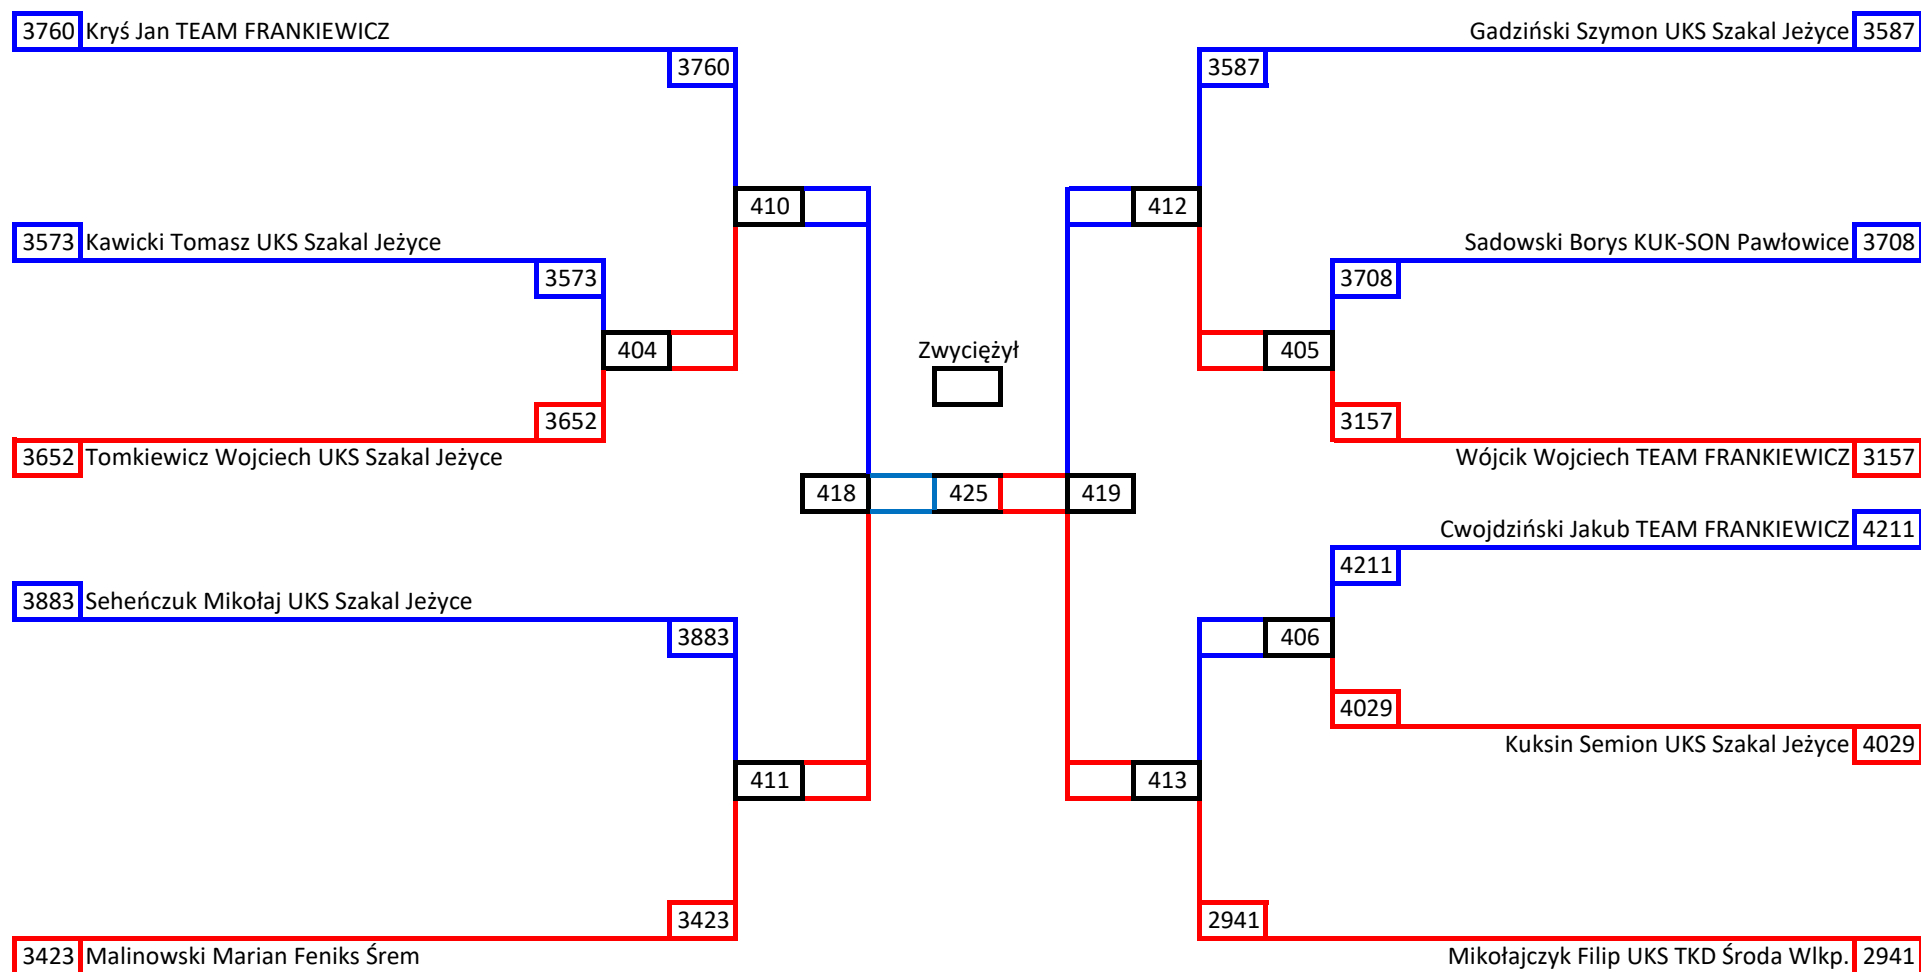 3760 Kryś Jan TEAM FRANKIEWICZ
Gadziński Szymon UKS Szakal Jeżyce 3587
3760
3587
410
412
3573 Kawicki Tomasz UKS Szakal Jeżyce
Sadowski Borys KUK-SON Pawłowice 3708
3573
3708
404
Zwyciężył
405
3652
3157
3652 Tomkiewicz Wojciech UKS Szakal Jeżyce
Wójcik Wojciech TEAM FRANKIEWICZ 3157
418
425
419
Cwojdziński Jakub TEAM FRANKIEWICZ 4211
4211
3883 Seheńczuk Mikołaj UKS Szakal Jeżyce
3883
406
4029
Kuksin Semion UKS Szakal Jeżyce 4029
411
413
3423
2941
3423 Malinowski Marian Feniks Śrem
Mikołajczyk Filip UKS TKD Środa Wlkp. 2941